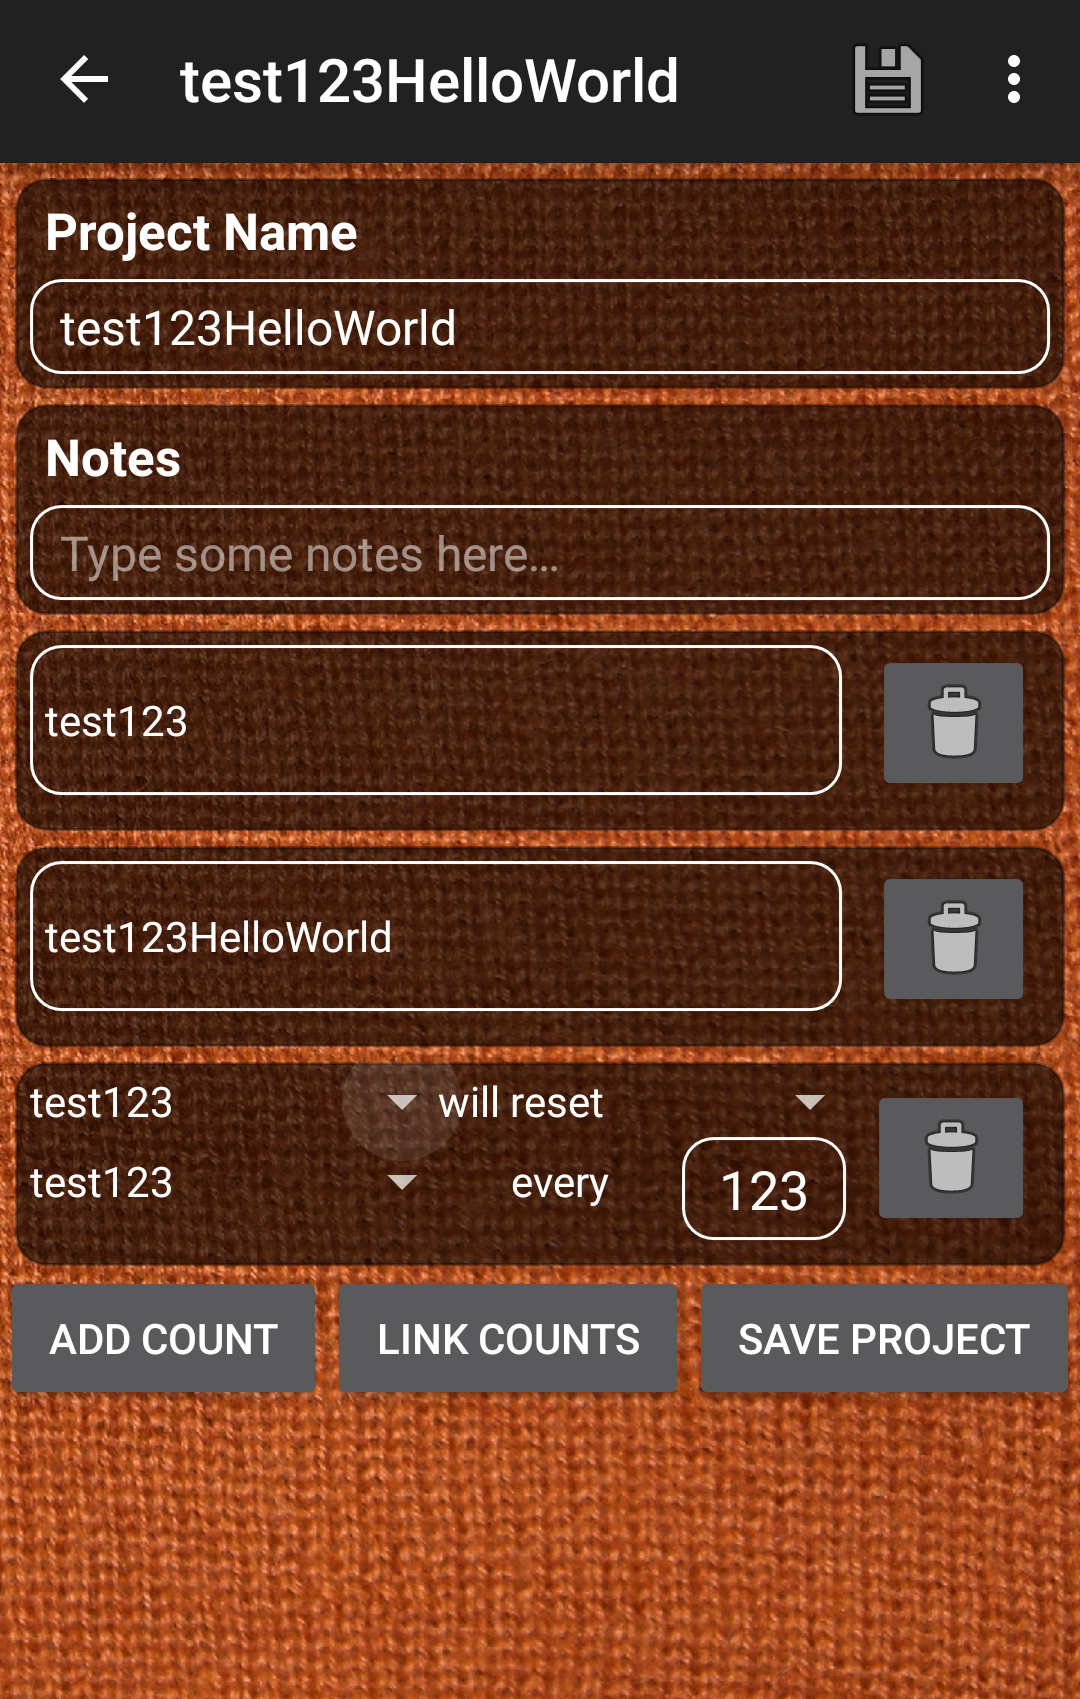 test123HelloWorld
Project Name
test123HelloWorld
Notes
Type some notes here...
test123
test123HelloWorld
test123 will reset
test123 every 123
ADD COUNT LINK COUNTS SAVE PROJECT